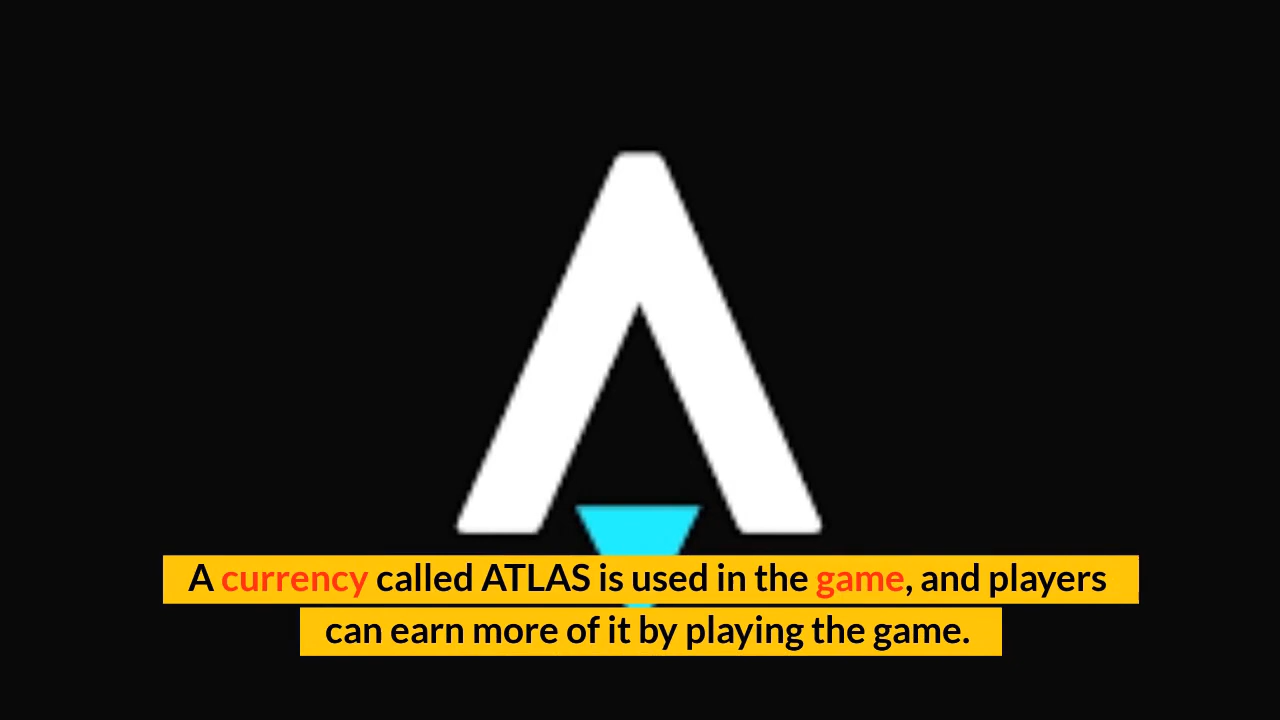 A currency called ATLAS is used in the game, and players
can earn more of it by playing the game.